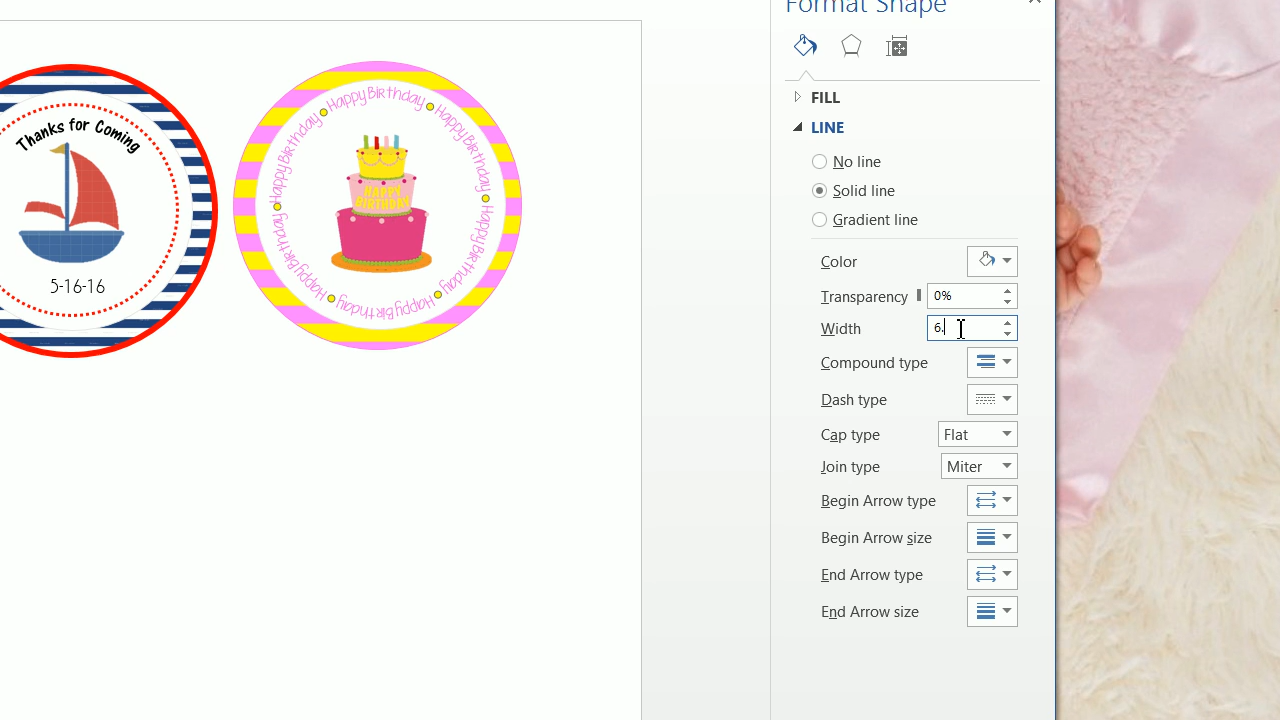 Format Shape
FILL
LINE
No line
Solid line
Gradient line
Color
Transparency 0%
Width 6.
Compound type
Dash type
Cap type Flat
Join type Miter
Begin Arrow type
Begin Arrow size
End Arrow type
End Arrow size
Thanks for Coming
5-16-16
Happy Birthday
Happy Birthday
Happy Birthday
Happy Birthday
Happy Birthday
Happy Birthday
HAPPY
BIRTHDAY